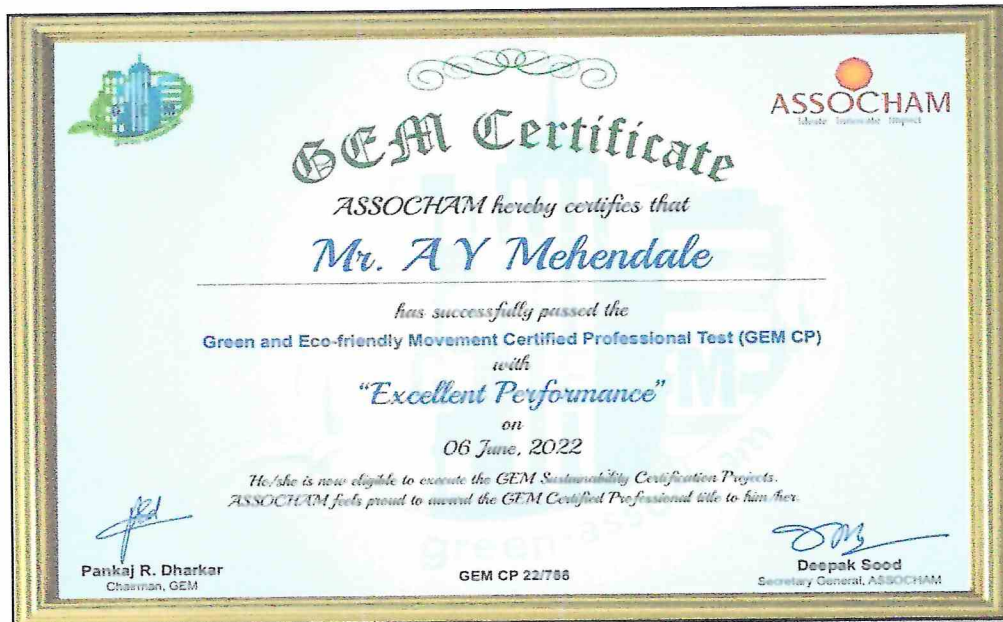 ASSOCHAM
Ideate Innovate Impact
GEM Certificate
ASSOCHAM hereby certifies that
Mr. A Y Mehendale
has successfully passed the
Green and Eco-friendly Movement Certified Professional Test (GEM CP)
with
“Excellent Performance”
on
06 June, 2022
He/she is now eligible to execute the GEM Sustainability Certification Projects.
ASSOCHAM feels proud to award the GEM Certified Professional title to him/her.
Pankaj R. Dharkar
Chairman, GEM
GEM CP 22/786
Deepak Sood
Secretary General, ASSOCHAM